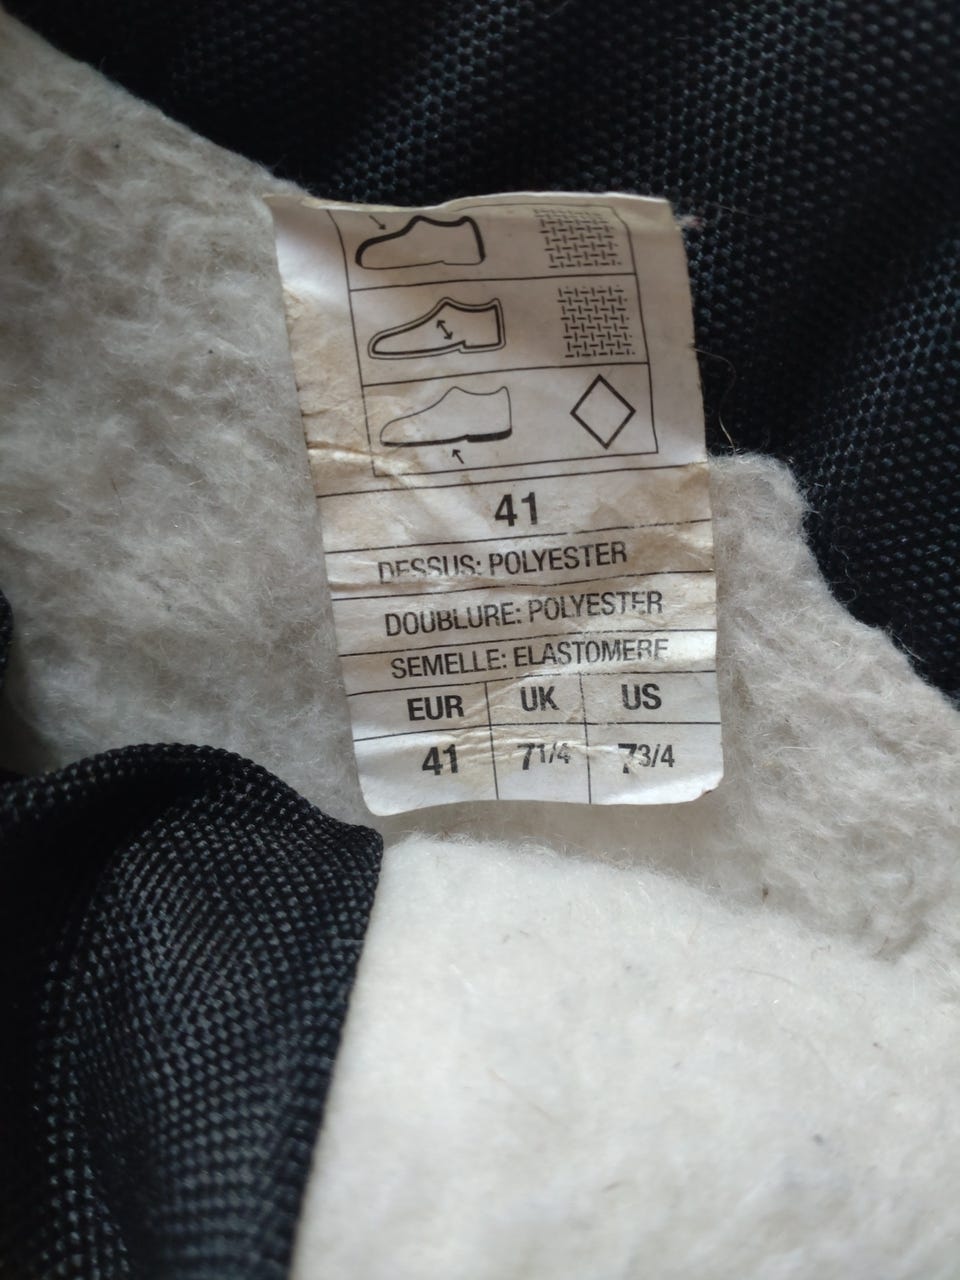 41
DESSUS: POLYESTER
DOUBLURE: POLYESTER
SEMELLE: ELASTOMERE
EUR UK US
41 71/4 73/4